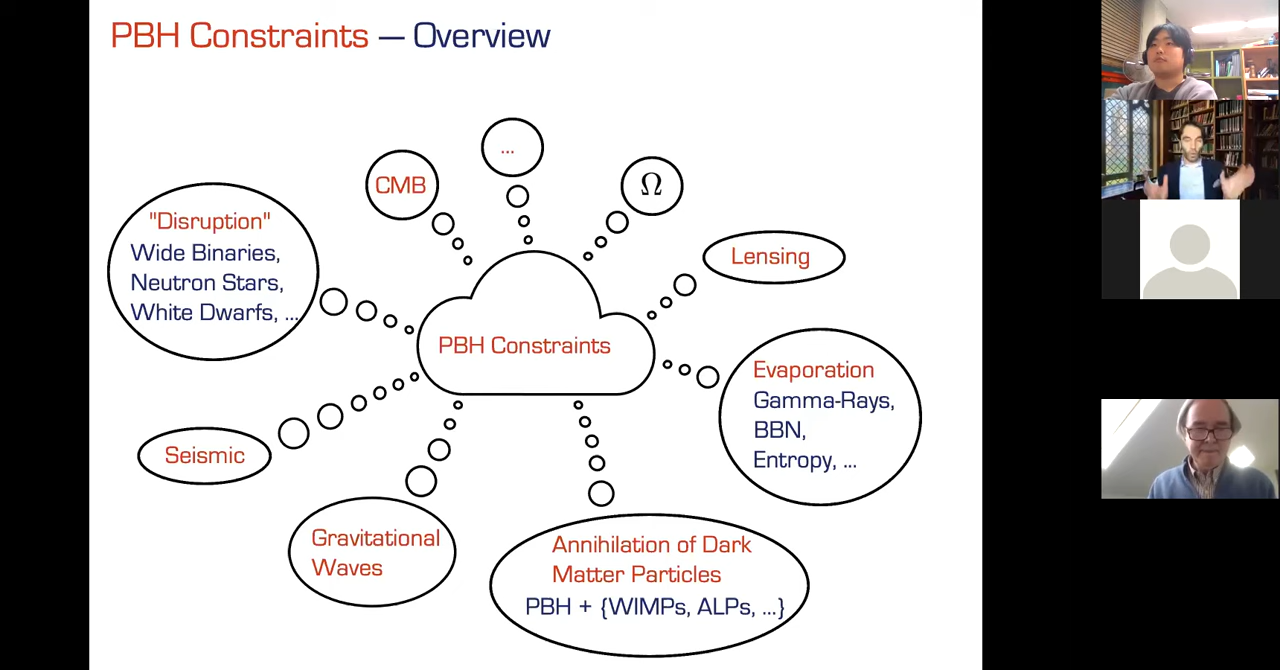 PBH Constraints — Overview
...
CMB
Ω
"Disruption"
Wide Binaries,
Neutron Stars,
White Dwarfs, ...
Lensing
PBH Constraints
Evaporation
Gamma-Rays,
BBN,
Entropy, ...
Seismic
Gravitational
Waves
Annihilation of Dark
Matter Particles
PBH + {WIMPs, ALPs, ...}